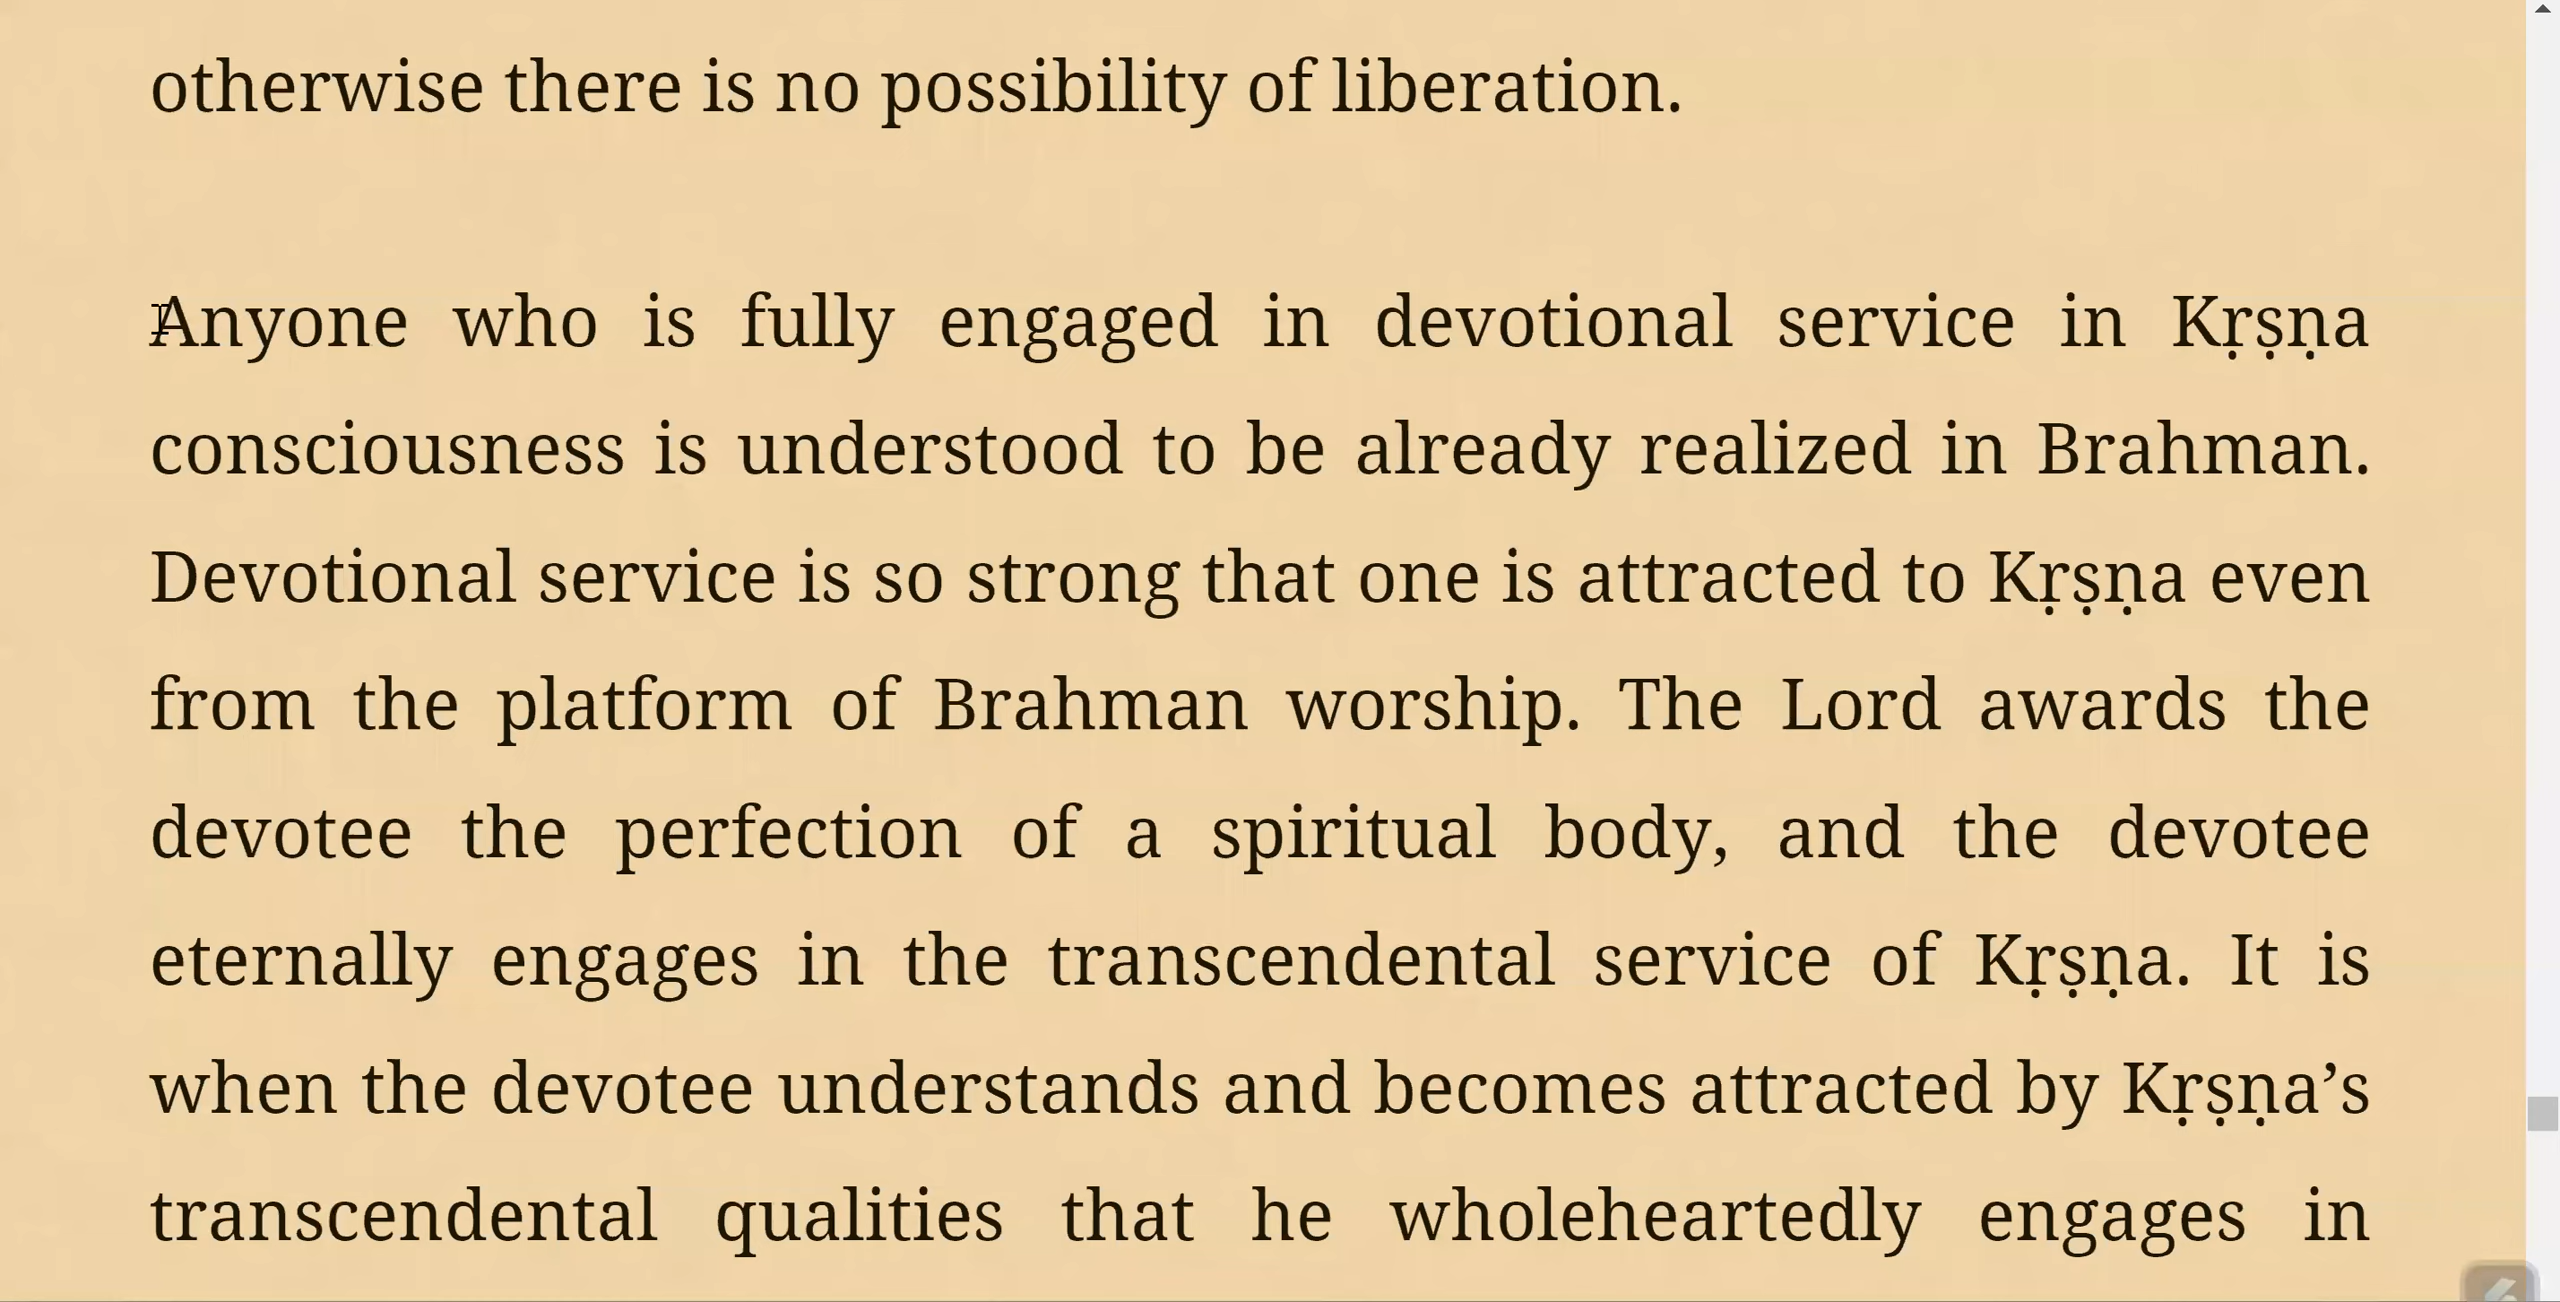 otherwise there is no possibility of liberation.
Anyone who is fully engaged in devotional service in Kṛṣṇa
consciousness is understood to be already realized in Brahman.
Devotional service is so strong that one is attracted to Kṛṣṇa even
from the platform of Brahman worship. The Lord awards the
devotee the perfection of a spiritual body, and the devotee
eternally engages in the transcendental service of Kṛṣṇa. It is
when the devotee understands and becomes attracted by Kṛṣṇa’s
transcendental qualities that he wholeheartedly engages in